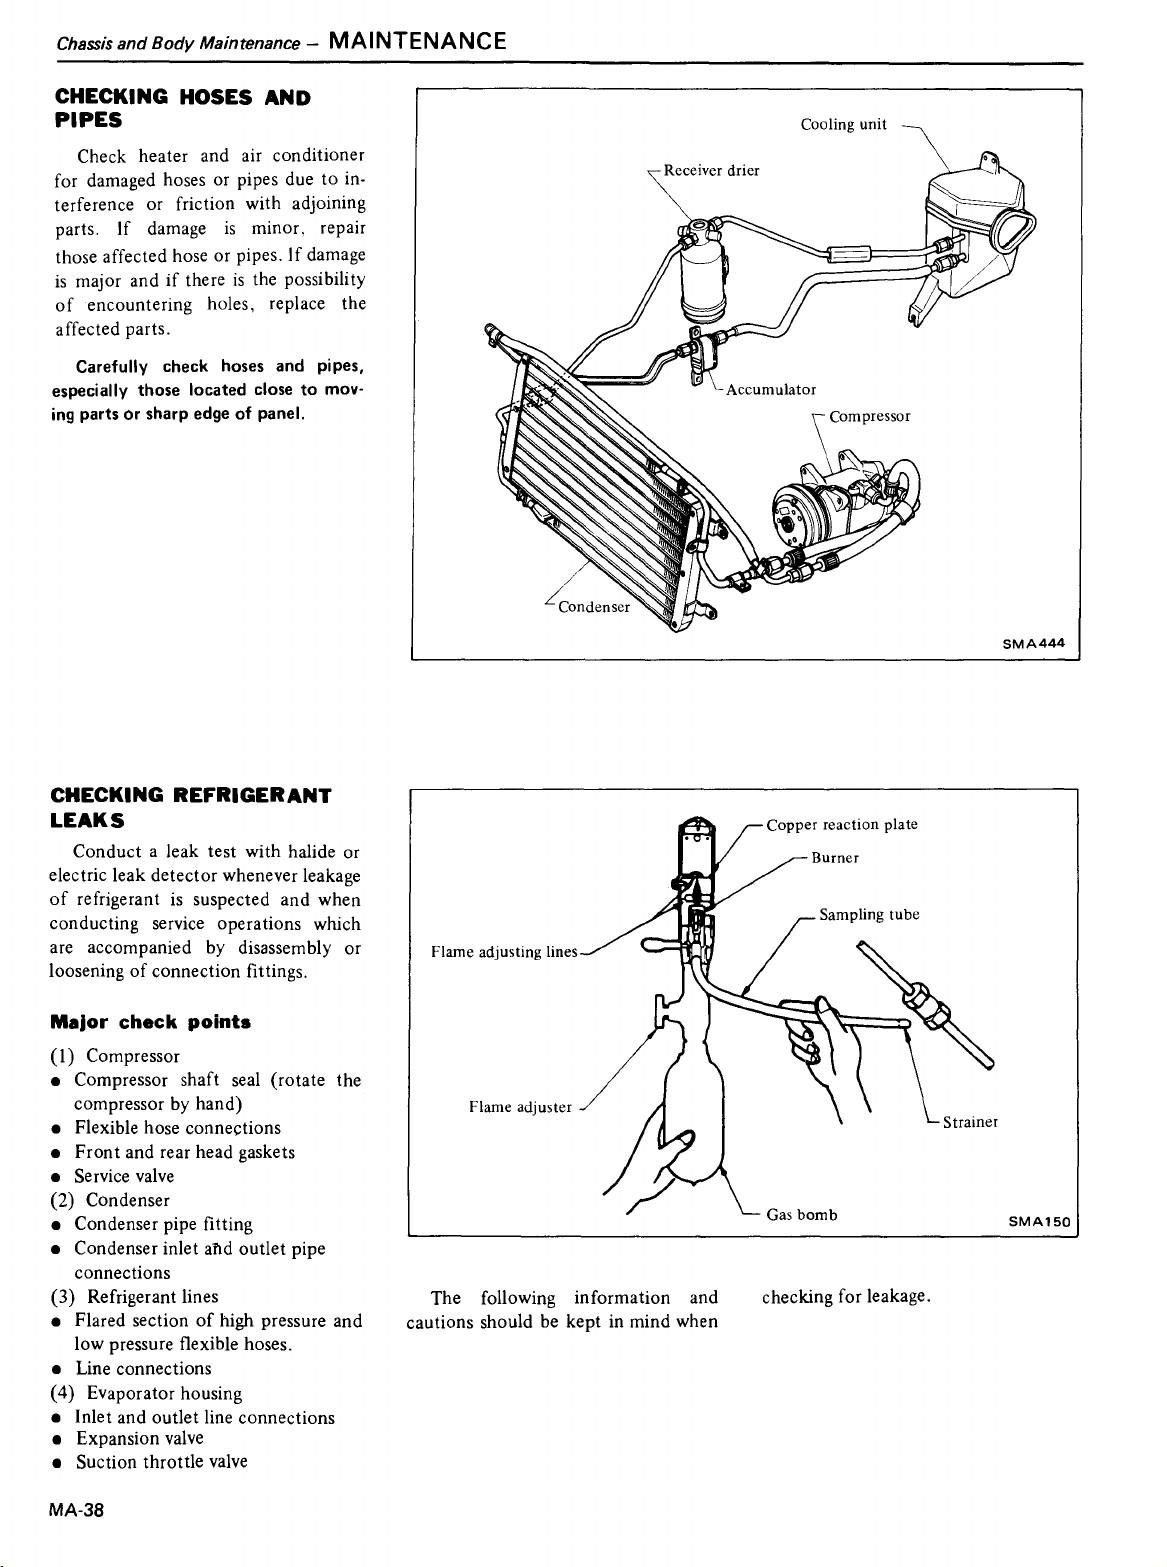 Chassis and Body Maintenance – MAINTENANCE
CHECKING HOSES AND
PIPES
Check heater and air conditioner
for damaged hoses or pipes due to in-
terference or friction with adjoining
parts. If damage is minor, repair
those affected hose or pipes. If damage
is major and if there is the possibility
of encountering holes, replace the
affected parts.
Carefully check hoses and pipes,
especially those located close to mov-
ing parts or sharp edge of panel.
Cooling unit
Receiver drier
Accumulator
Compressor
Condenser
SMA444
CHECKING REFRIGERANT
LEAKS
Conduct a leak test with halide or
electric leak detector whenever leakage
of refrigerant is suspected and when
conducting service operations which
are accompanied by disassembly or
loosening of connection fittings.
Major check points
(1) Compressor
• Compressor shaft seal (rotate the
compressor by hand)
• Flexible hose connections
• Front and rear head gaskets
• Service valve
(2) Condenser
• Condenser pipe fitting
• Condenser inlet and outlet pipe
connections
(3) Refrigerant lines
• Flared section of high pressure and
low pressure flexible hoses.
• Line connections
(4) Evaporator housing
• Inlet and outlet line connections
• Expansion valve
• Suction throttle valve
Copper reaction plate
Burner
Sampling tube
Flame adjusting lines
Flame adjuster
Strainer
Gas bomb
SMA150
The following information and
cautions should be kept in mind when
checking for leakage.
MA-38